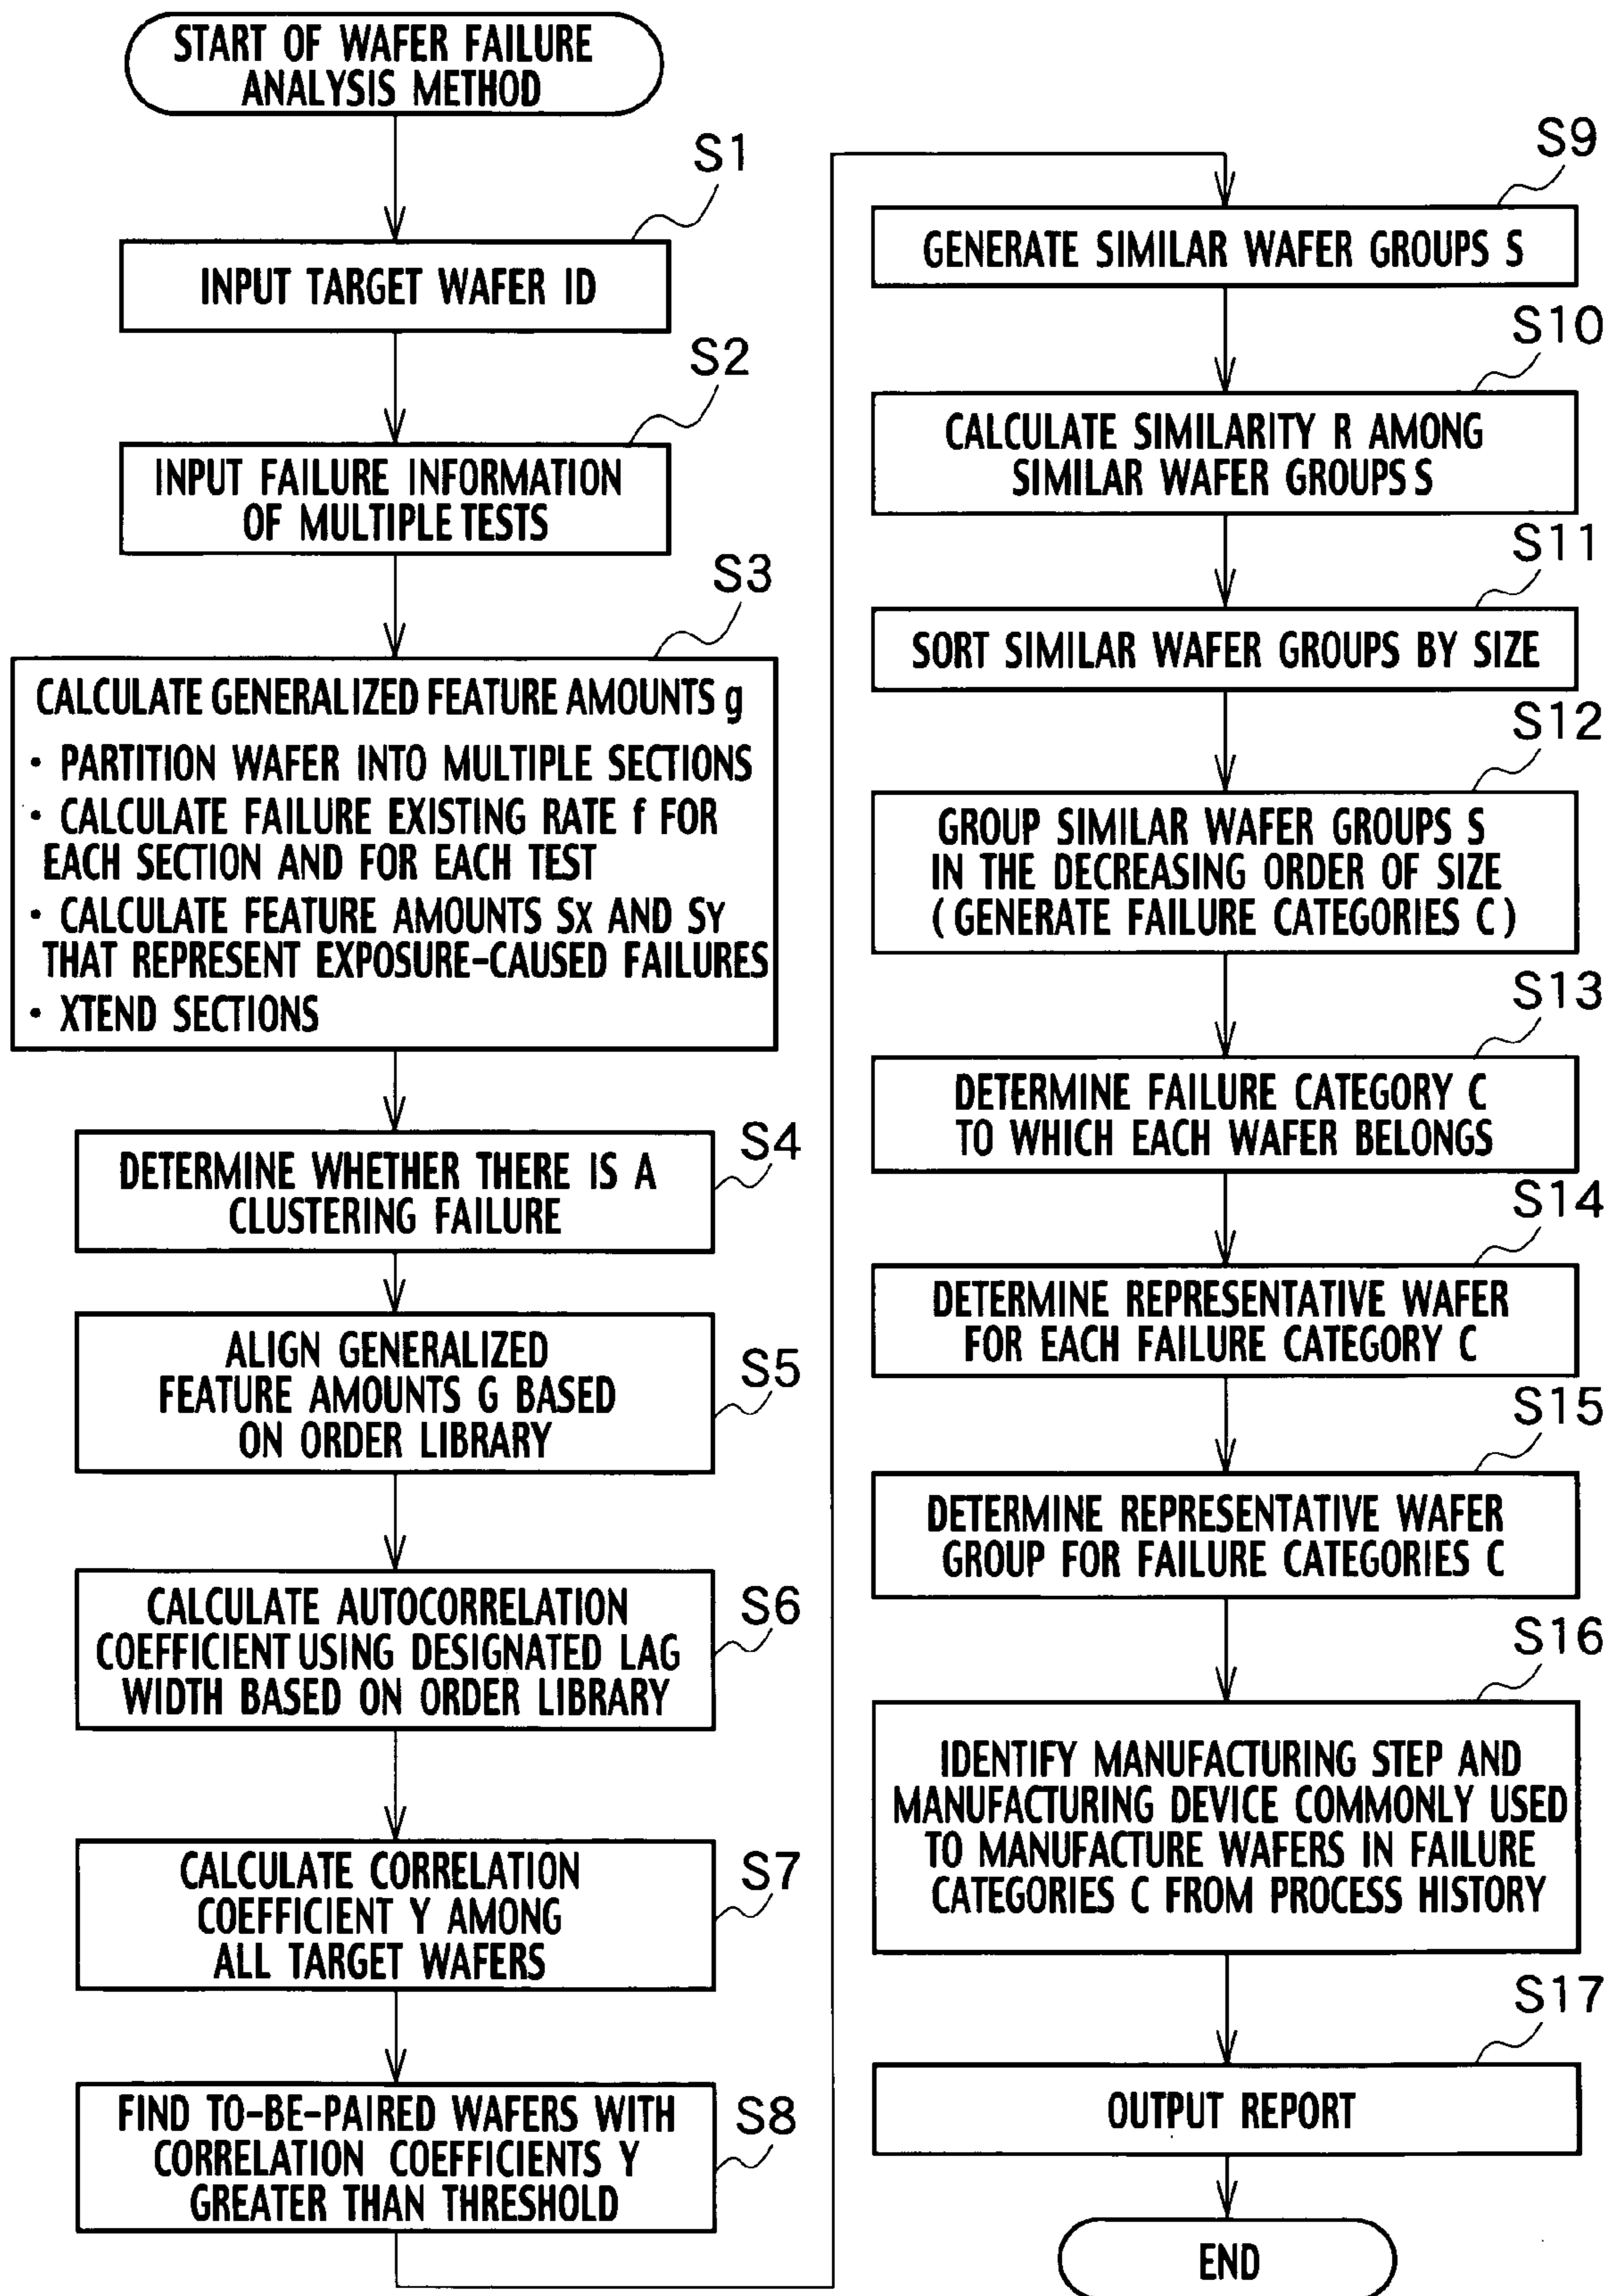 START OF WAFER FAILURE
ANALYSIS METHOD
S1
INPUT TARGET WAFER ID
S2
INPUT FAILURE INFORMATION
OF MULTIPLE TESTS
S3
CALCULATE GENERALIZED FEATURE AMOUNTS g
· PARTITION WAFER INTO MULTIPLE SECTIONS
· CALCULATE FAILURE EXISTING RATE f FOR
EACH SECTION AND FOR EACH TEST
· CALCULATE FEATURE AMOUNTS SX AND SY
THAT REPRESENT EXPOSURE-CAUSED FAILURES
· XTEND SECTIONS
S4
DETERMINE WHETHER THERE IS A
CLUSTERING FAILURE
S5
ALIGN GENERALIZED
FEATURE AMOUNTS G BASED
ON ORDER LIBRARY
S6
CALCULATE AUTOCORRELATION
COEFFICIENT USING DESIGNATED LAG
WIDTH BASED ON ORDER LIBRARY
S7
CALCULATE CORRELATION
COEFFICIENT Y AMONG
ALL TARGET WAFERS
S8
FIND TO-BE-PAIRED WAFERS WITH
CORRELATION COEFFICIENTS Y
GREATER THAN THRESHOLD
S9
GENERATE SIMILAR WAFER GROUPS S
S10
CALCULATE SIMILARITY R AMONG
SIMILAR WAFER GROUPS S
S11
SORT SIMILAR WAFER GROUPS BY SIZE
S12
GROUP SIMILAR WAFER GROUPS S
IN THE DECREASING ORDER OF SIZE
( GENERATE FAILURE CATEGORIES C )
S13
DETERMINE FAILURE CATEGORY C
TO WHICH EACH WAFER BELONGS
S14
DETERMINE REPRESENTATIVE WAFER
FOR EACH FAILURE CATEGORY C
S15
DETERMINE REPRESENTATIVE WAFER
GROUP FOR FAILURE CATEGORIES C
S16
IDENTIFY MANUFACTURING STEP AND
MANUFACTURING DEVICE COMMONLY USED
TO MANUFACTURE WAFERS IN FAILURE
CATEGORIES C FROM PROCESS HISTORY
S17
OUTPUT REPORT
END